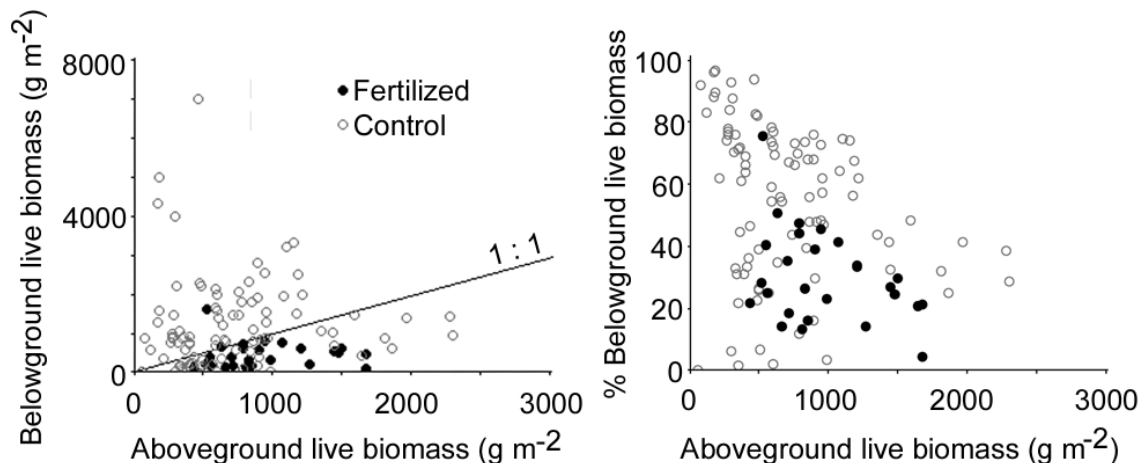 Belowground live biomass (g m-2)
8000
4000
0
Fertilized
Control
1 : 1
0 1000 2000 3000
Aboveground live biomass (g m-2
% Belowground live biomass
100
80
60
40
20
0
0 1000 2000 3000
Aboveground live biomass (g m-2)